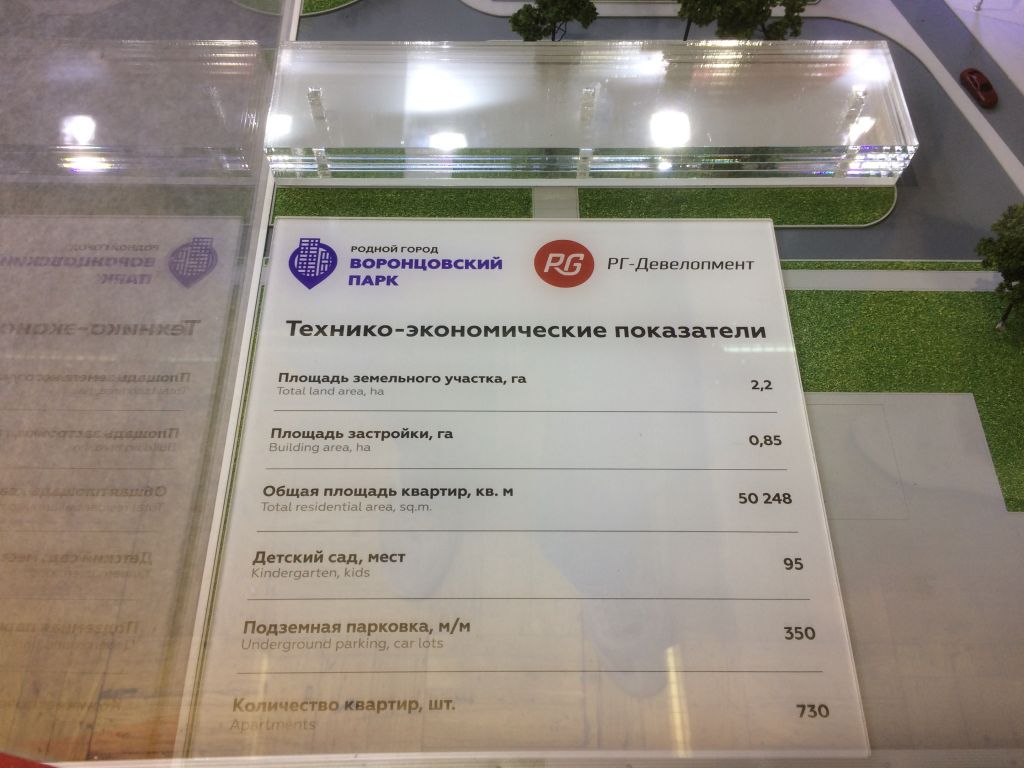 РОДНОЙ ГОРОД
ВОРОНЦОВСКИЙ
ПАРК
PG РГ-Девелопмент
Технико-экономические показатели
Площадь земельного участка, га 2,2
Total land area, ha
Площадь застройки, га 0,85
Building area, ha
Общая площадь квартир, кв. м 50 248
Total residential area, sq.m.
Детский сад, мест 95
Kindergarten, kids
Подземная парковка, м/м 350
Underground parking, car lots
Количество квартир, шт. 730
Apartments